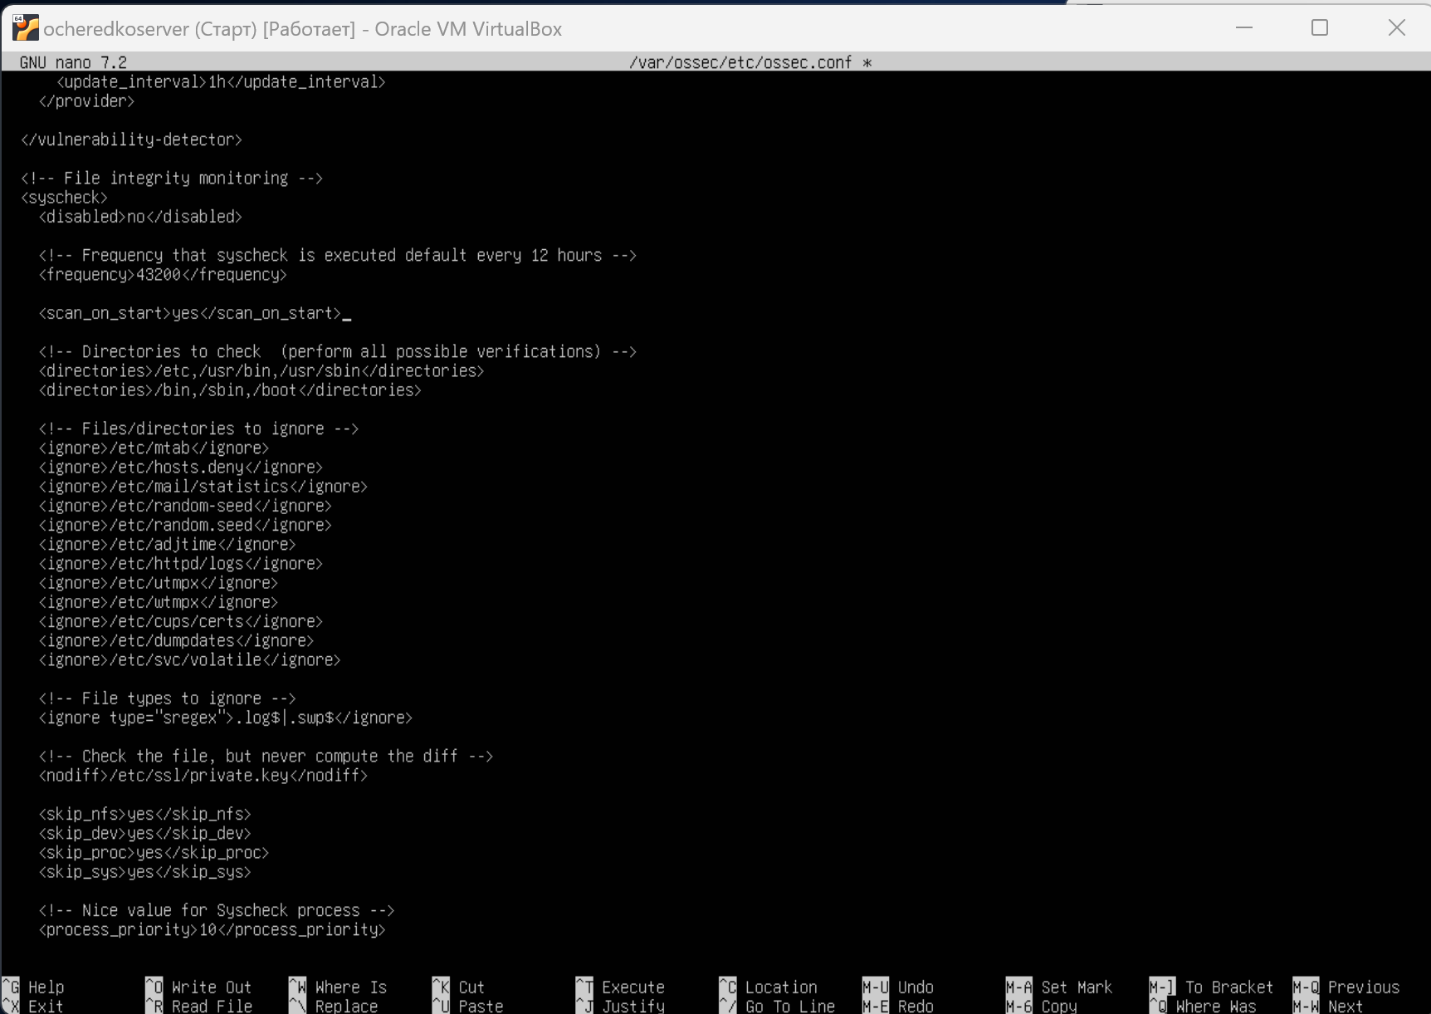 ocheredkoserver (Старт) [Работает] - Oracle VM VirtualBox
GNU nano 7.2 /var/ossec/etc/ossec.conf *
<update_interval>1h</update_interval>
</provider>
</vulnerability-detector>
<!-- File integrity monitoring -->
<syscheck>
<disabled>no</disabled>
<!-- Frequency that syscheck is executed default every 12 hours -->
<frequency>43200</frequency>
<scan_on_start>yes</scan_on_start>_
<!-- Directories to check  (perform all possible verifications) -->
<directories>/etc,/usr/bin,/usr/sbin</directories>
<directories>/bin,/sbin,/boot</directories>
<!-- Files/directories to ignore -->
<ignore>/etc/mtab</ignore>
<ignore>/etc/hosts.deny</ignore>
<ignore>/etc/mail/statistics</ignore>
<ignore>/etc/random-seed</ignore>
<ignore>/etc/random.seed</ignore>
<ignore>/etc/adjtime</ignore>
<ignore>/etc/httpd/logs</ignore>
<ignore>/etc/utmpx</ignore>
<ignore>/etc/wtmpx</ignore>
<ignore>/etc/cups/certs</ignore>
<ignore>/etc/dumpdates</ignore>
<ignore>/etc/svc/volatile</ignore>
<!-- File types to ignore -->
<ignore type="sregex">.log$|.swp$</ignore>
<!-- Check the file, but never compute the diff -->
<nodiff>/etc/ssl/private.key</nodiff>
<skip_nfs>yes</skip_nfs>
<skip_dev>yes</skip_dev>
<skip_proc>yes</skip_proc>
<skip_sys>yes</skip_sys>
<!-- Nice value for Syscheck process -->
<process_priority>10</process_priority>
^G Help ^O Write Out ^W Where Is ^K Cut ^T Execute ^C Location M-U Undo M-A Set Mark M-] To Bracket M-Q Previous
^X Exit ^R Read File ^\ Replace ^U Paste ^J Justify ^/ Go To Line M-E Redo M-6 Copy ^Q Where Was M-W Next